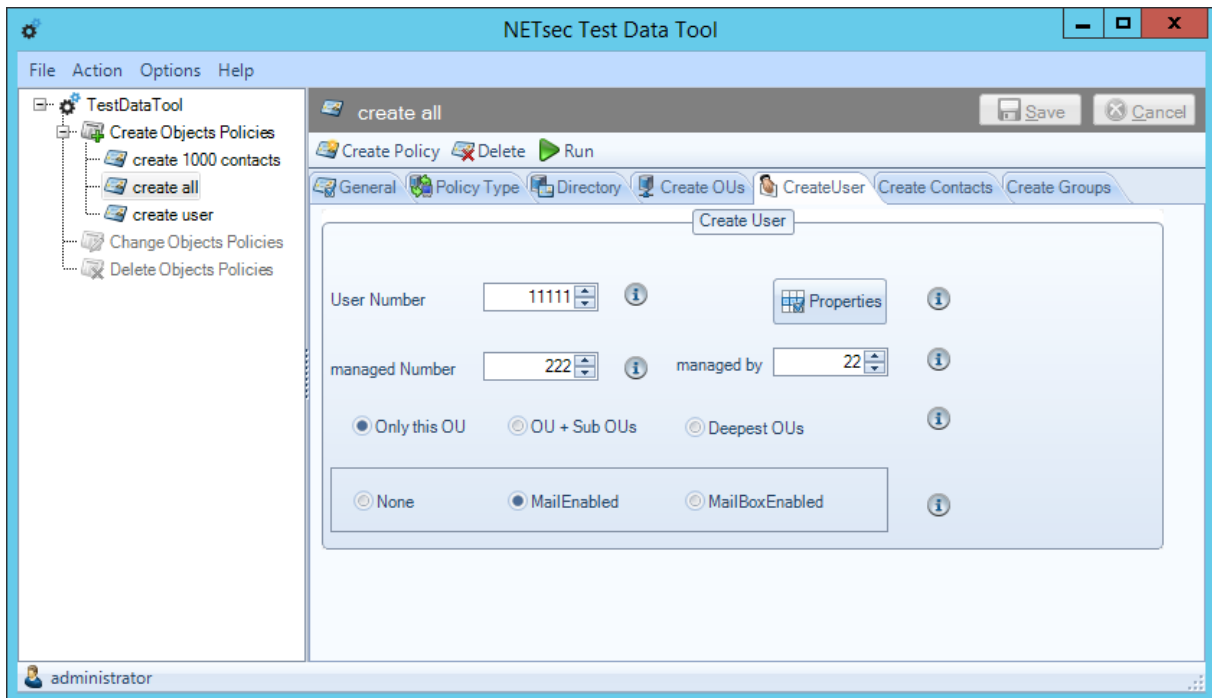 NETsec Test Data Tool
File Action Options Help
TestDataTool
Create Objects Policies
create 1000 contacts
create all
create user
Change Objects Policies
Delete Objects Policies
create all
Save Cancel
Create Policy Delete Run
General Policy Type Directory Create OUs CreateUser Create Contacts Create Groups
Create User
User Number 11111 Properties
managed Number 222 managed by 22
Only this OU OU + Sub OUs Deepest OUs
None MailEnabled MailBoxEnabled
administrator